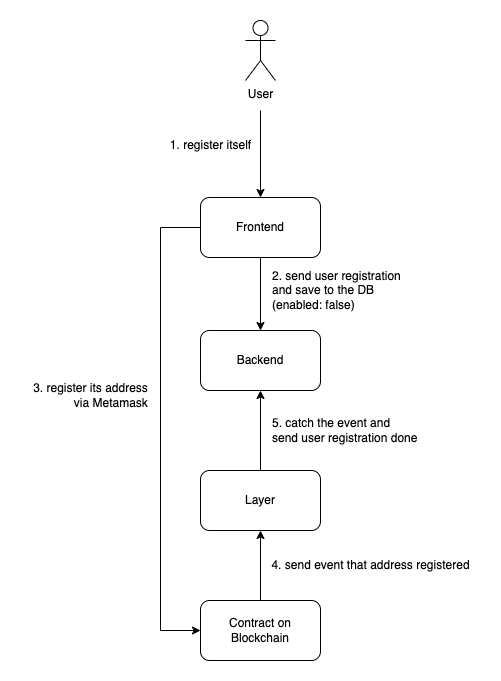 User
1. register itself
Frontend
2. send user registration
and save to the DB
(enabled: false)
Backend
3. register its address
via Metamask
5. catch the event and
send user registration done
Layer
4. send event that address registered
Contract on
Blockchain